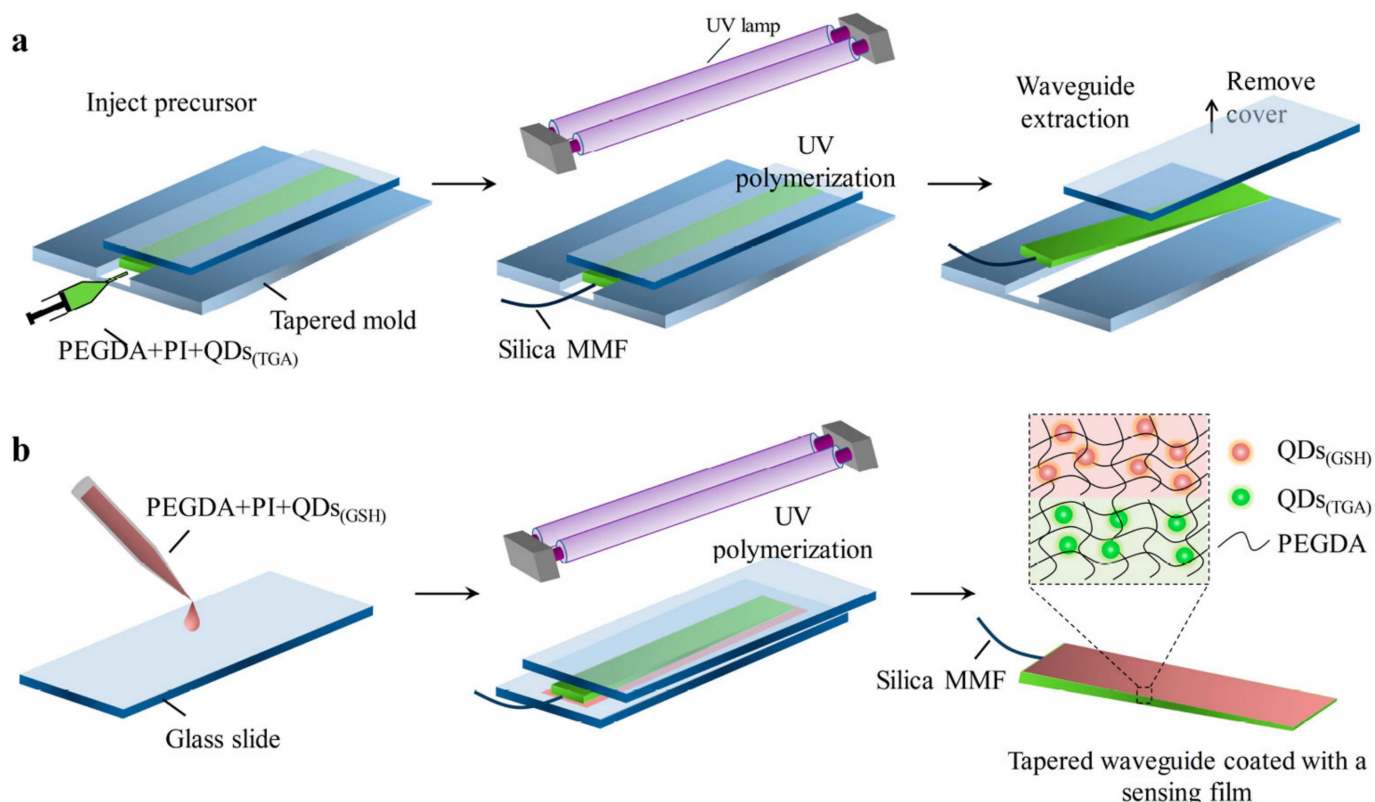 a
UV lamp
Inject precursor
Waveguide
extraction
Remove
cover
UV
polymerization
Tapered mold
PEGDA+PI+QDs(TGA)
Silica MMF
b
PEGDA+PI+QDs(GSH)
UV
polymerization
QDs(GSH)
QDs(TGA)
PEGDA
Silica MMF
Glass slide
Tapered waveguide coated with a
sensing film